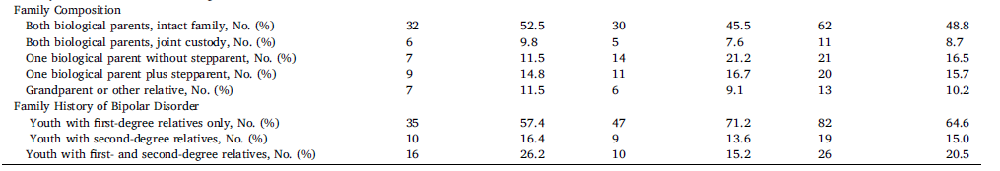 Family Composition
Both biological parents, intact family, No. (%) 32 52.5 30 45.5 62 48.8
Both biological parents, joint custody, No. (%) 6 9.8 5 7.6 11 8.7
One biological parent without stepparent, No. (%) 7 11.5 14 21.2 21 16.5
One biological parent plus stepparent, No. (%) 9 14.8 11 16.7 20 15.7
Grandparent or other relative, No. (%) 7 11.5 6 9.1 13 10.2
Family History of Bipolar Disorder
Youth with first-degree relatives only, No. (%) 35 57.4 47 71.2 82 64.6
Youth with second-degree relatives, No. (%) 10 16.4 9 13.6 19 15.0
Youth with first- and second-degree relatives, No. (%) 16 26.2 10 15.2 26 20.5